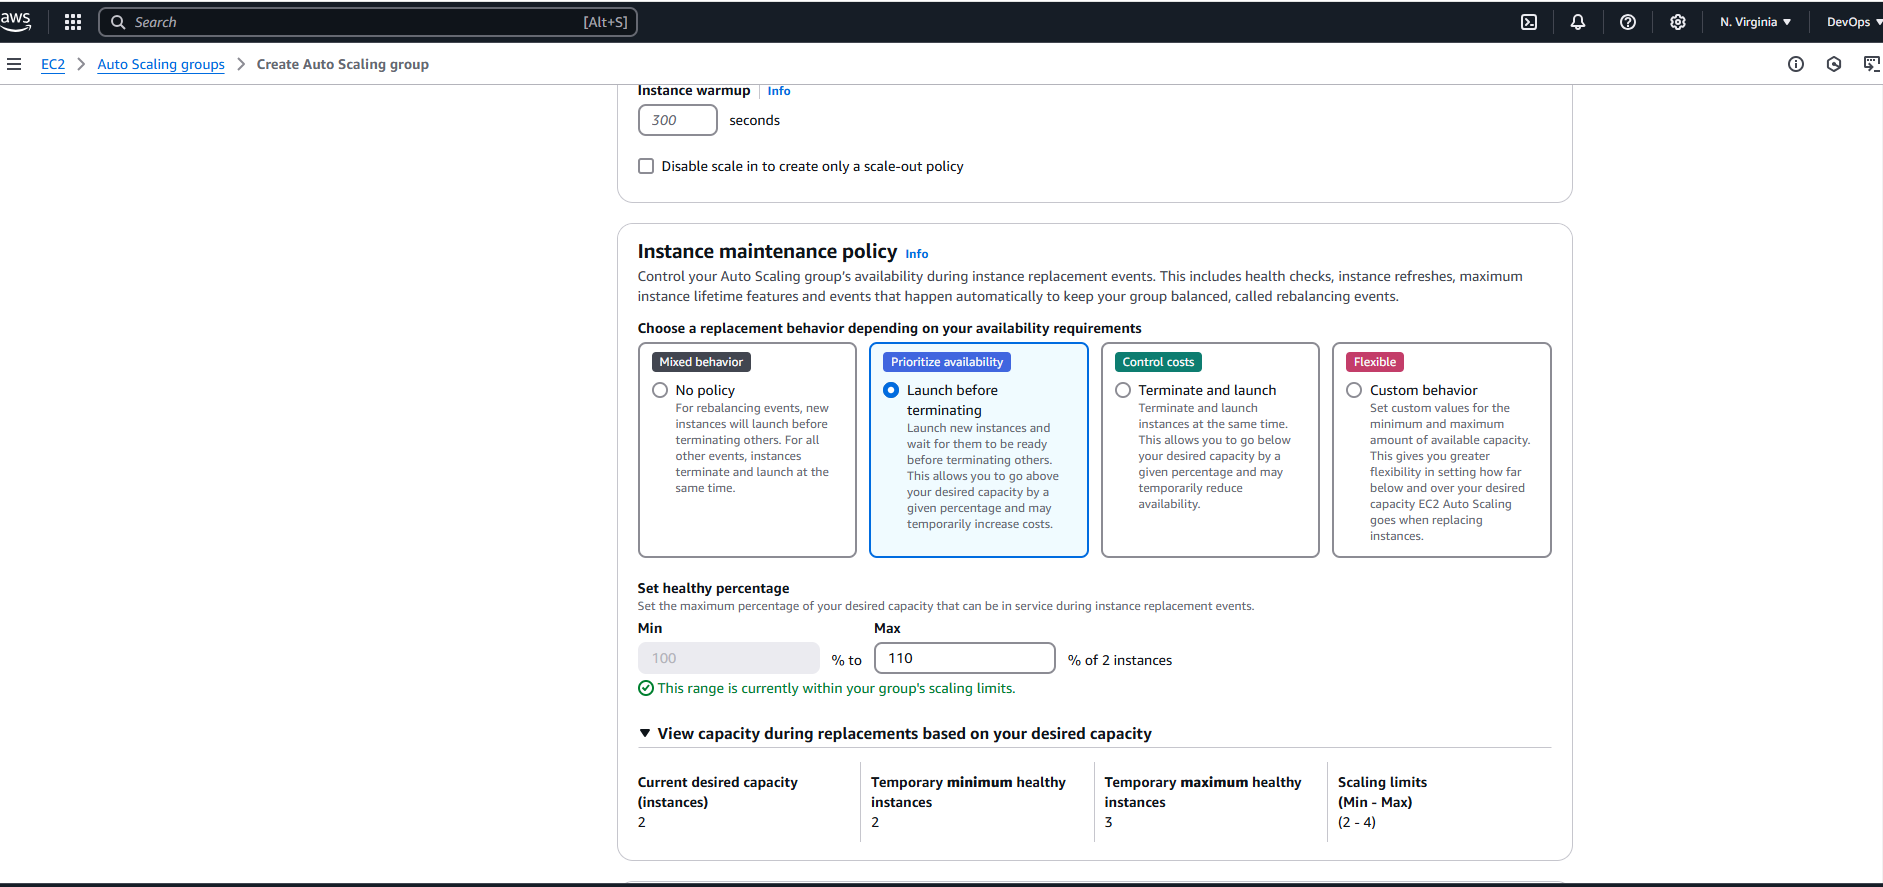 aws
Search [Alt+S]
N. Virginia
DevOps
EC2 > Auto Scaling groups > Create Auto Scaling group
Instance warmup | Info
300 seconds
Disable scale in to create only a scale-out policy
Instance maintenance policy Info
Control your Auto Scaling group's availability during instance replacement events. This includes health checks, instance refreshes, maximum
instance lifetime features and events that happen automatically to keep your group balanced, called rebalancing events.
Choose a replacement behavior depending on your availability requirements
Mixed behavior
No policy
For rebalancing events, new
instances will launch before
terminating others. For all
other events, instances
terminate and launch at the
same time.
Prioritize availability
Launch before
terminating
Launch new instances and
wait for them to be ready
before terminating others.
This allows you to go above
your desired capacity by a
given percentage and may
temporarily increase costs.
Control costs
Terminate and launch
Terminate and launch
instances at the same time.
This allows you to go below
your desired capacity by a
given percentage and may
temporarily reduce
availability.
Flexible
Custom behavior
Set custom values for the
minimum and maximum
amount of available capacity.
This gives you greater
flexibility in setting how far
below and over your desired
capacity EC2 Auto Scaling
goes when replacing
instances.
Set healthy percentage
Set the maximum percentage of your desired capacity that can be in service during instance replacement events.
Min Max
100 % to 110 % of 2 instances
This range is currently within your group's scaling limits.
View capacity during replacements based on your desired capacity
Current desired capacity
(instances)
2
Temporary minimum healthy
instances
2
Temporary maximum healthy
instances
3
Scaling limits
(Min - Max)
(2 - 4)